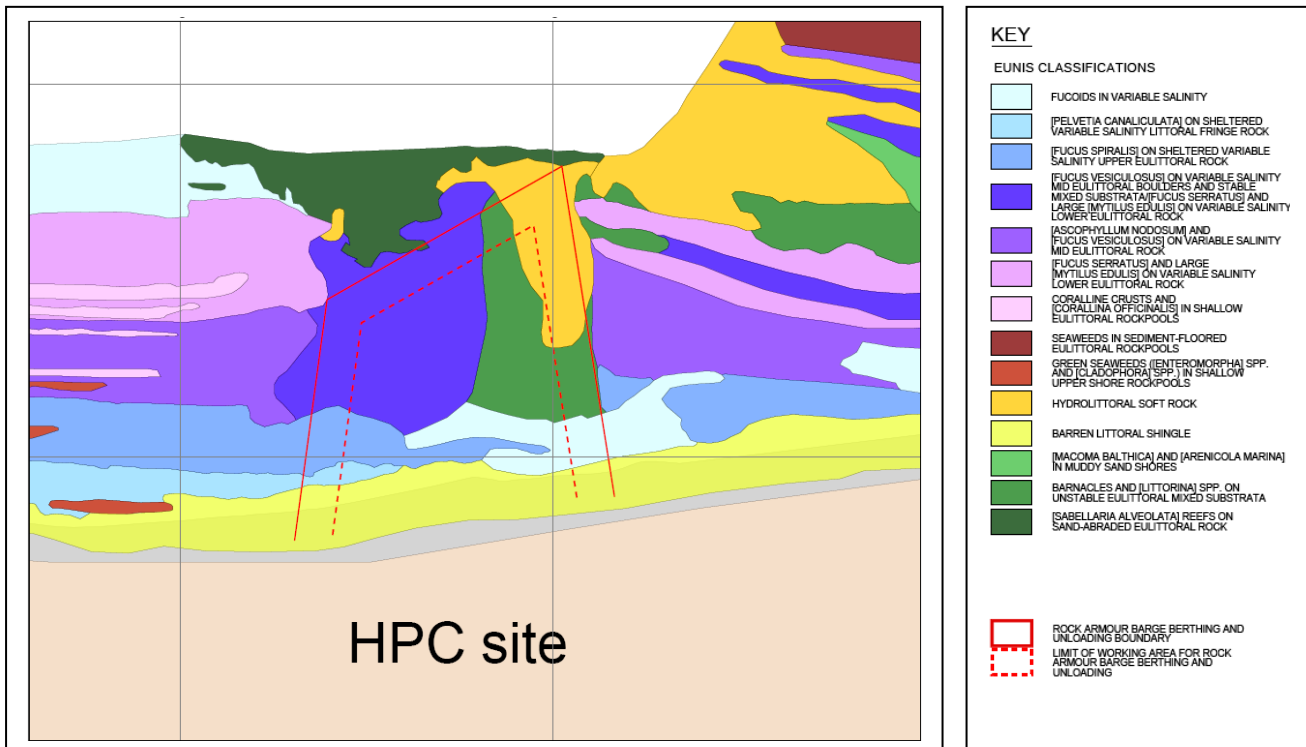 HPC site
KEY
EUNIS CLASSIFICATIONS
FUCOIDS IN VARIABLE SALINITY
[PELVETIA CANALICULATA] ON SHELTERED
VARIABLE SALINITY LITTORAL FRINGE ROCK
[FUCUS SPIRALIS] ON SHELTERED VARIABLE
SALINITY UPPER EULITTORAL ROCK
[FUCUS VESICULOSUS] ON VARIABLE SALINITY
MID EULITTORAL BOULDERS AND STABLE
MIXED SUBSTRATA/[FUCUS SERRATUS] AND
LARGE [MYTILUS EDULIS] ON VARIABLE SALINITY
LOWER EULITTORAL ROCK
[ASCOPHYLLUM NODOSUM] AND
[FUCUS VESICULOSUS] ON VARIABLE SALINITY
MID EULITTORAL ROCK
[FUCUS SERRATUS] AND LARGE
[MYTILUS EDULIS] ON VARIABLE SALINITY
LOWER EULITTORAL ROCK
CORALLINE CRUSTS AND
[CORALLINA OFFICINALIS] IN SHALLOW
EULITTORAL ROCKPOOLS
SEAWEEDS IN SEDIMENT-FLOORED
EULITTORAL ROCKPOOLS
GREEN SEAWEEDS ([ENTEROMORPHA] SPP.
AND [CLADOPHORA] SPP.) IN SHALLOW
UPPER SHORE ROCKPOOLS
HYDROLITTORAL SOFT ROCK
BARREN LITTORAL SHINGLE
[MACOMA BALTHICA] AND [ARENICOLA MARINA]
IN MUDDY SAND SHORES
BARNACLES AND [LITTORINA] SPP. ON
UNSTABLE EULITTORAL MIXED SUBSTRATA
[SABELLARIA ALVEOLATA] REEFS ON
SAND-ABRADED EULITTORAL ROCK
ROCK ARMOUR BARGE BERTHING AND
UNLOADING BOUNDARY
LIMIT OF WORKING AREA FOR ROCK
ARMOUR BARGE BERTHING AND
UNLOADING